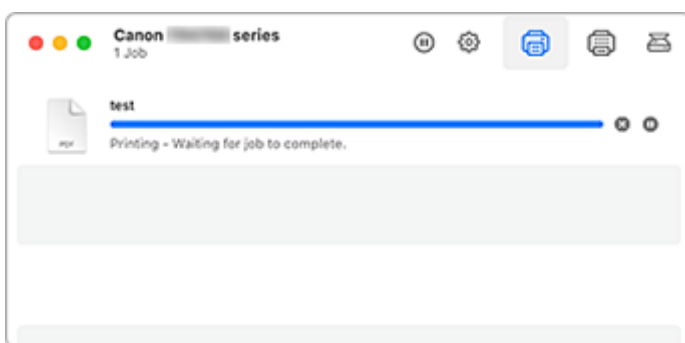 Canon series
1 Job
test
Printing - Waiting for job to complete.
PDF